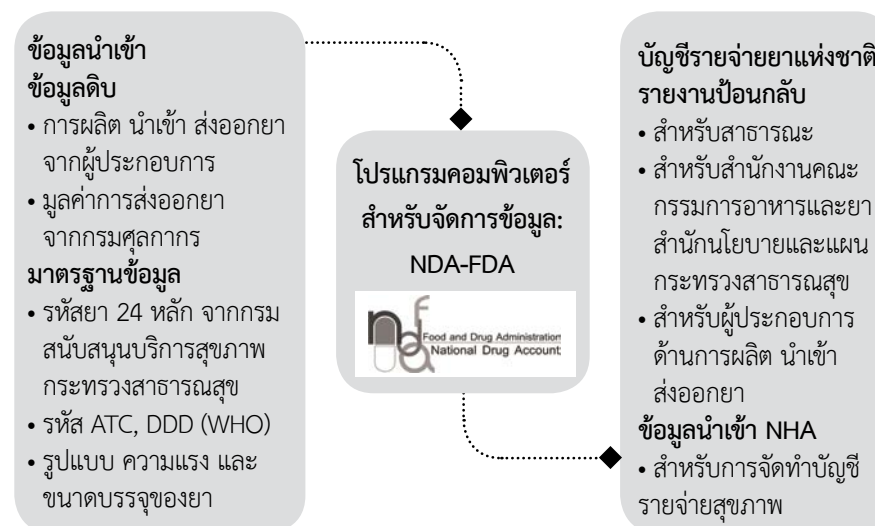 ข้อมูลนำเข้า
ข้อมูลดิบ
• การผลิต นำเข้า ส่งออกยา
จากผู้ประกอบการ
• มูลค่าการส่งออกยา
จากกรมศุลกากร
มาตรฐานข้อมูล
• รหัสยา 24 หลัก จากกรม
สนับสนุนบริการสุขภาพ
กระทรวงสาธารณสุข
• รหัส ATC, DDD (WHO)
• รูปแบบ ความแรง และ
ขนาดบรรจุของยา
โปรแกรมคอมพิวเตอร์
สำหรับจัดการข้อมูล:
NDA-FDA
nda f
Food and Drug Administration
National Drug Account
บัญชีรายจ่ายยาแห่งชาติ
รายงานป้อนกลับ
• สำหรับสาธารณะ
• สำหรับสำนักงานคณะ
กรรมการอาหารและยา
สำนักนโยบายและแผน
กระทรวงสาธารณสุข
• สำหรับผู้ประกอบการ
ด้านการผลิต นำเข้า
ส่งออกยา
ข้อมูลนำเข้า NHA
• สำหรับการจัดทำบัญชี
รายจ่ายสุขภาพ